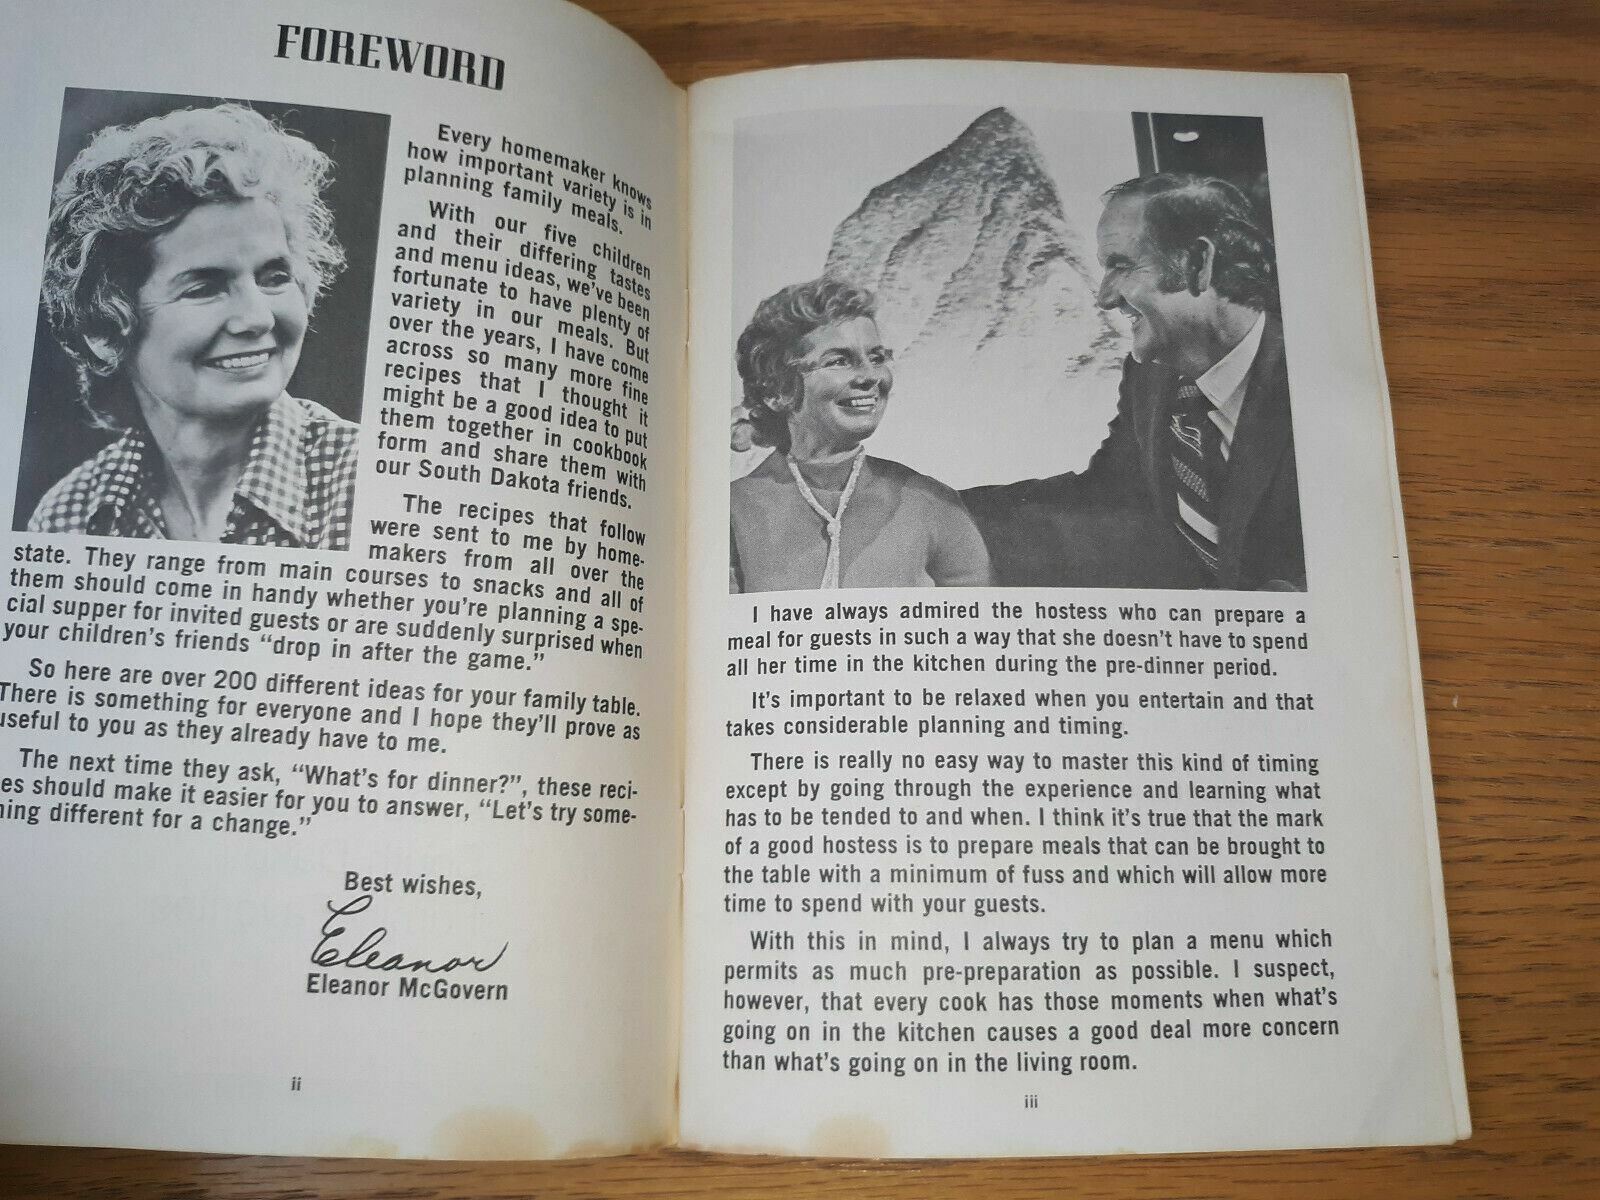 FOREWORD
Every homemaker knows
how important variety is in
planning family meals.
With our five children
and their differing tastes
and menu ideas, we've been
fortunate to have plenty of
variety in our meals. But
over the years, I have come
across so many more fine
recipes that I thought it
might be a good idea to put
them together in cookbook
form and share them with
our South Dakota friends.
The recipes that follow
were sent to me by home-
makers from all over the
state. They range from main courses to snacks and all of
them should come in handy whether you're planning a spe-
cial supper for invited guests or are suddenly surprised when
your children's friends "drop in after the game."
So here are over 200 different ideas for your family table.
There is something for everyone and I hope they'll prove as
useful to you as they already have to me.
The next time they ask, "What's for dinner?", these reci-
es should make it easier for you to answer, "Let's try some-
hing different for a change."
Best wishes,
Eleanor
Eleanor McGovern
ii
I have always admired the hostess who can prepare a
meal for guests in such a way that she doesn't have to spend
all her time in the kitchen during the pre-dinner period.
It's important to be relaxed when you entertain and that
takes considerable planning and timing.
There is really no easy way to master this kind of timing
except by going through the experience and learning what
has to be tended to and when. I think it's true that the mark
of a good hostess is to prepare meals that can be brought to
the table with a minimum of fuss and which will allow more
time to spend with your guests.
With this in mind, I always try to plan a menu which
permits as much pre-preparation as possible. I suspect,
however, that every cook has those moments when what's
going on in the kitchen causes a good deal more concern
than what's going on in the living room.
iii